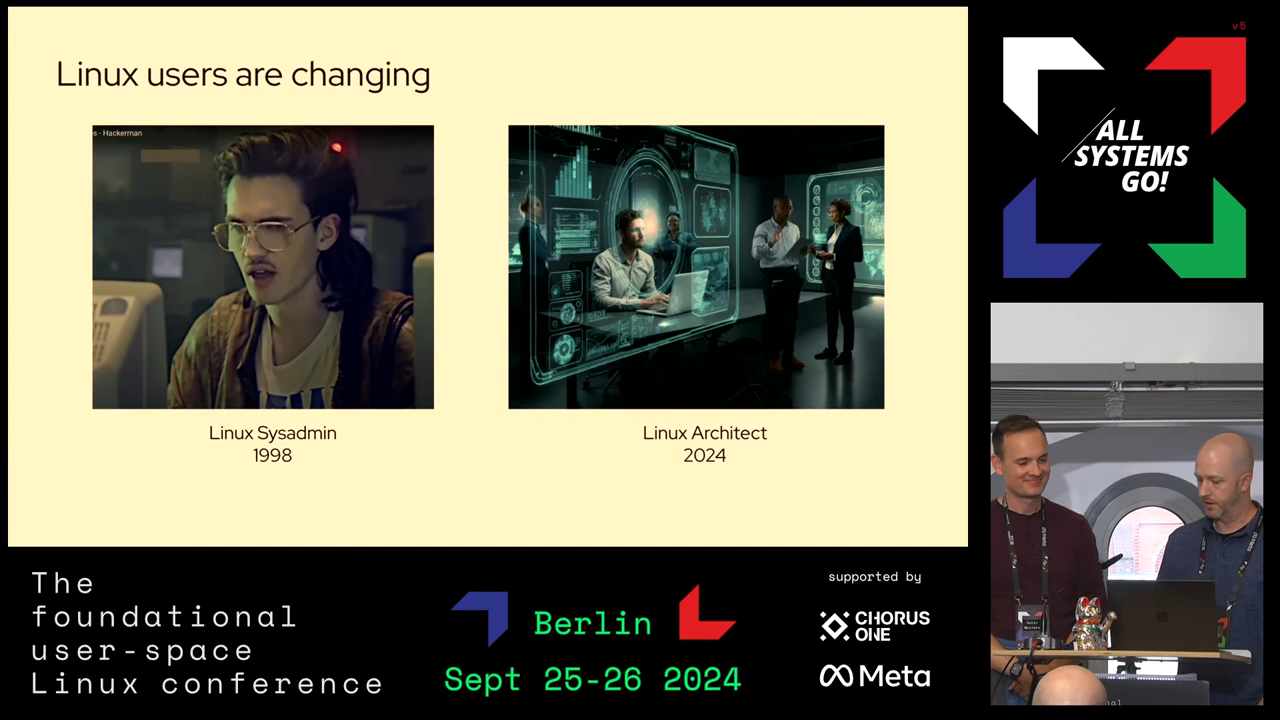 Linux users are changing
s - Hackerman
Linux Sysadmin
1998
Linux Architect
2024
v5
ALL
SYSTEMS
GO!
The
foundational
user-space
Linux conference
Berlin
Sept 25-26 2024
supported by
CHORUS
ONE
Meta